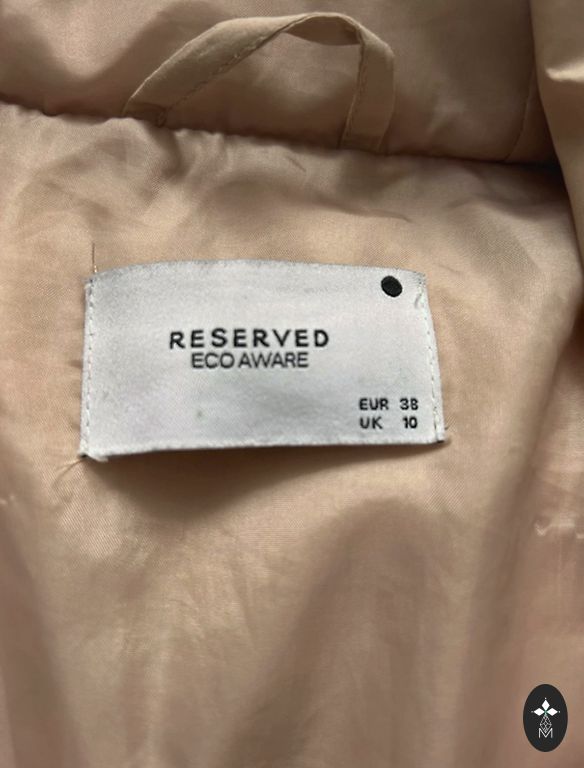 RESERVED
ECO AWARE
EUR 38
UK 10
M